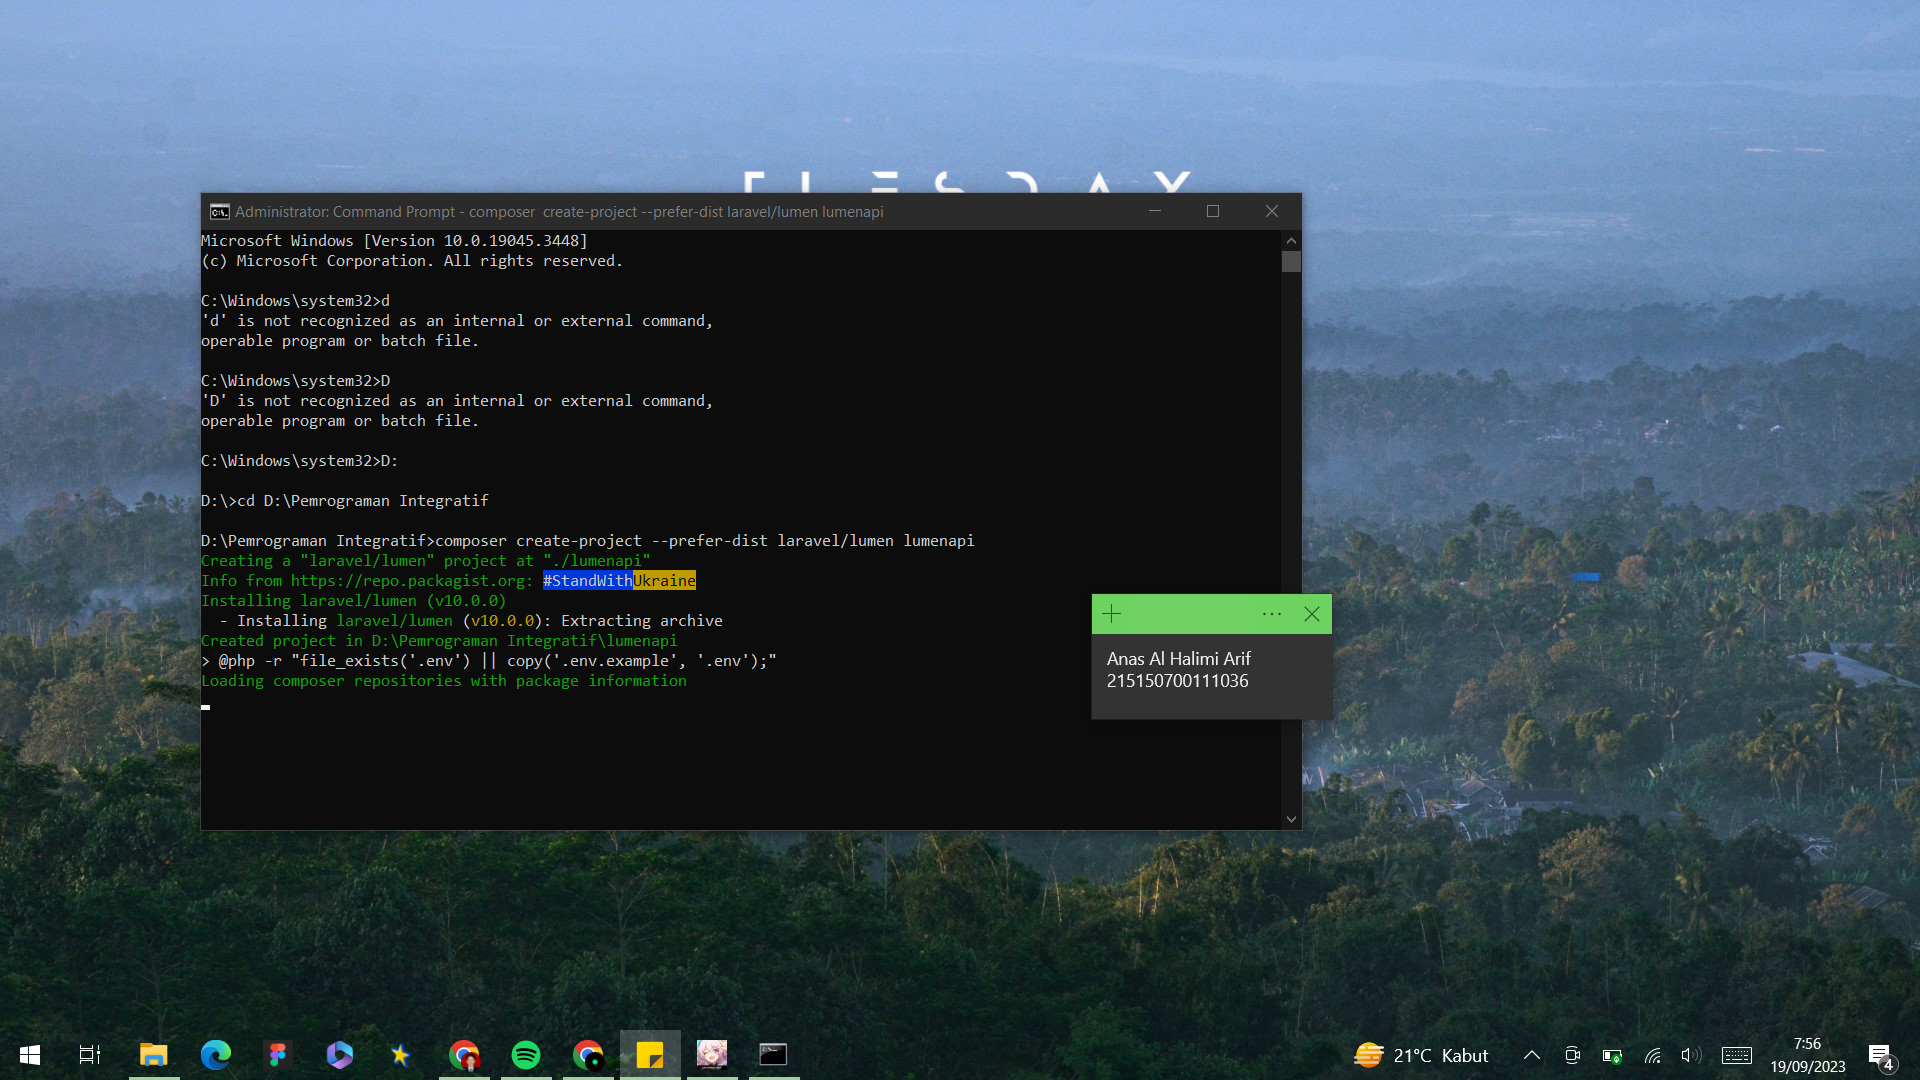 Administrator: Command Prompt - composer  create-project --prefer-dist laravel/lumen lumenapi
Microsoft Windows [Version 10.0.19045.3448]
(c) Microsoft Corporation. All rights reserved.
C:\Windows\system32>d
'd' is not recognized as an internal or external command,
operable program or batch file.
C:\Windows\system32>D
'D' is not recognized as an internal or external command,
operable program or batch file.
C:\Windows\system32>D:
D:\>cd D:\Pemrograman Integratif
D:\Pemrograman Integratif>composer create-project --prefer-dist laravel/lumen lumenapi
Creating a "laravel/lumen" project at "./lumenapi"
Info from https://repo.packagist.org: #StandWithUkraine
Installing laravel/lumen (v10.0.0)
  - Installing laravel/lumen (v10.0.0): Extracting archive
Created project in D:\Pemrograman Integratif\lumenapi
> @php -r "file_exists('.env') || copy('.env.example', '.env');"
Loading composer repositories with package information
Anas Al Halimi Arif
215150700111036
21°C Kabut
7:56
19/09/2023
4